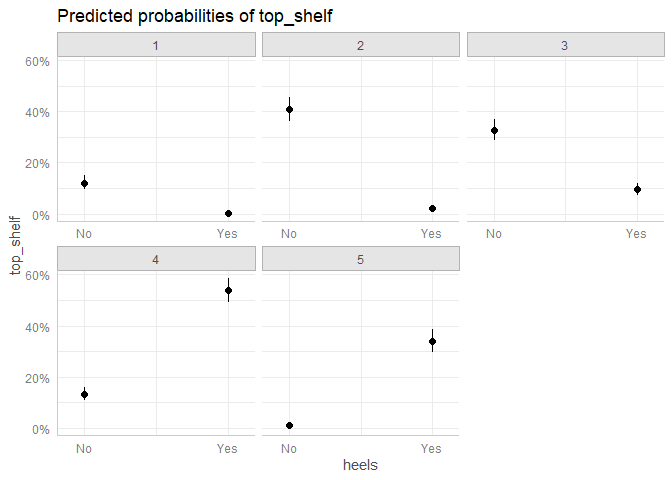 Predicted probabilities of top_shelf
1 2 3
60%
40%
20%
0%
No Yes No Yes No Yes
top_shelf
4 5
60%
40%
20%
0%
No Yes No Yes
heels